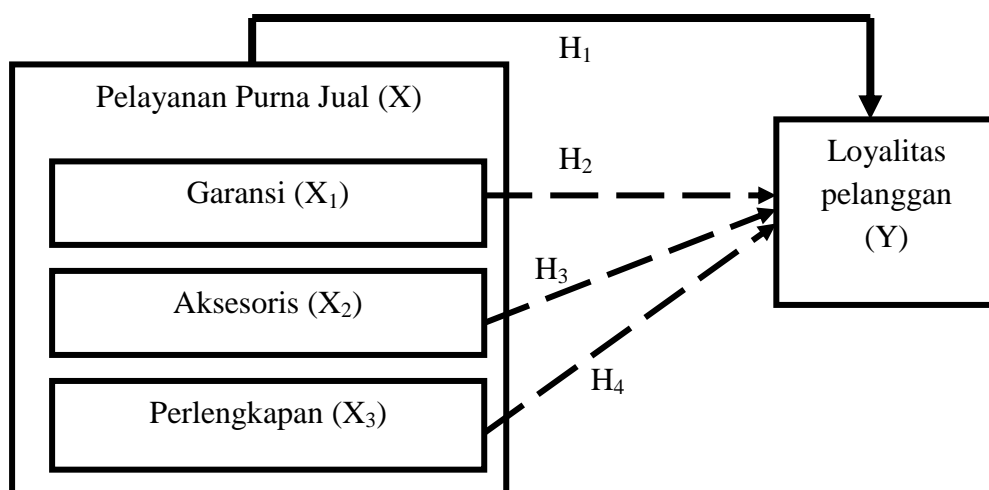 H₁
Pelayanan Purna Jual (X)
Loyalitas
pelanggan
(Y)
H₂
Garansi (X₁)
H₃
Aksesoris (X₂)
H₄
Perlengkapan (X₃)